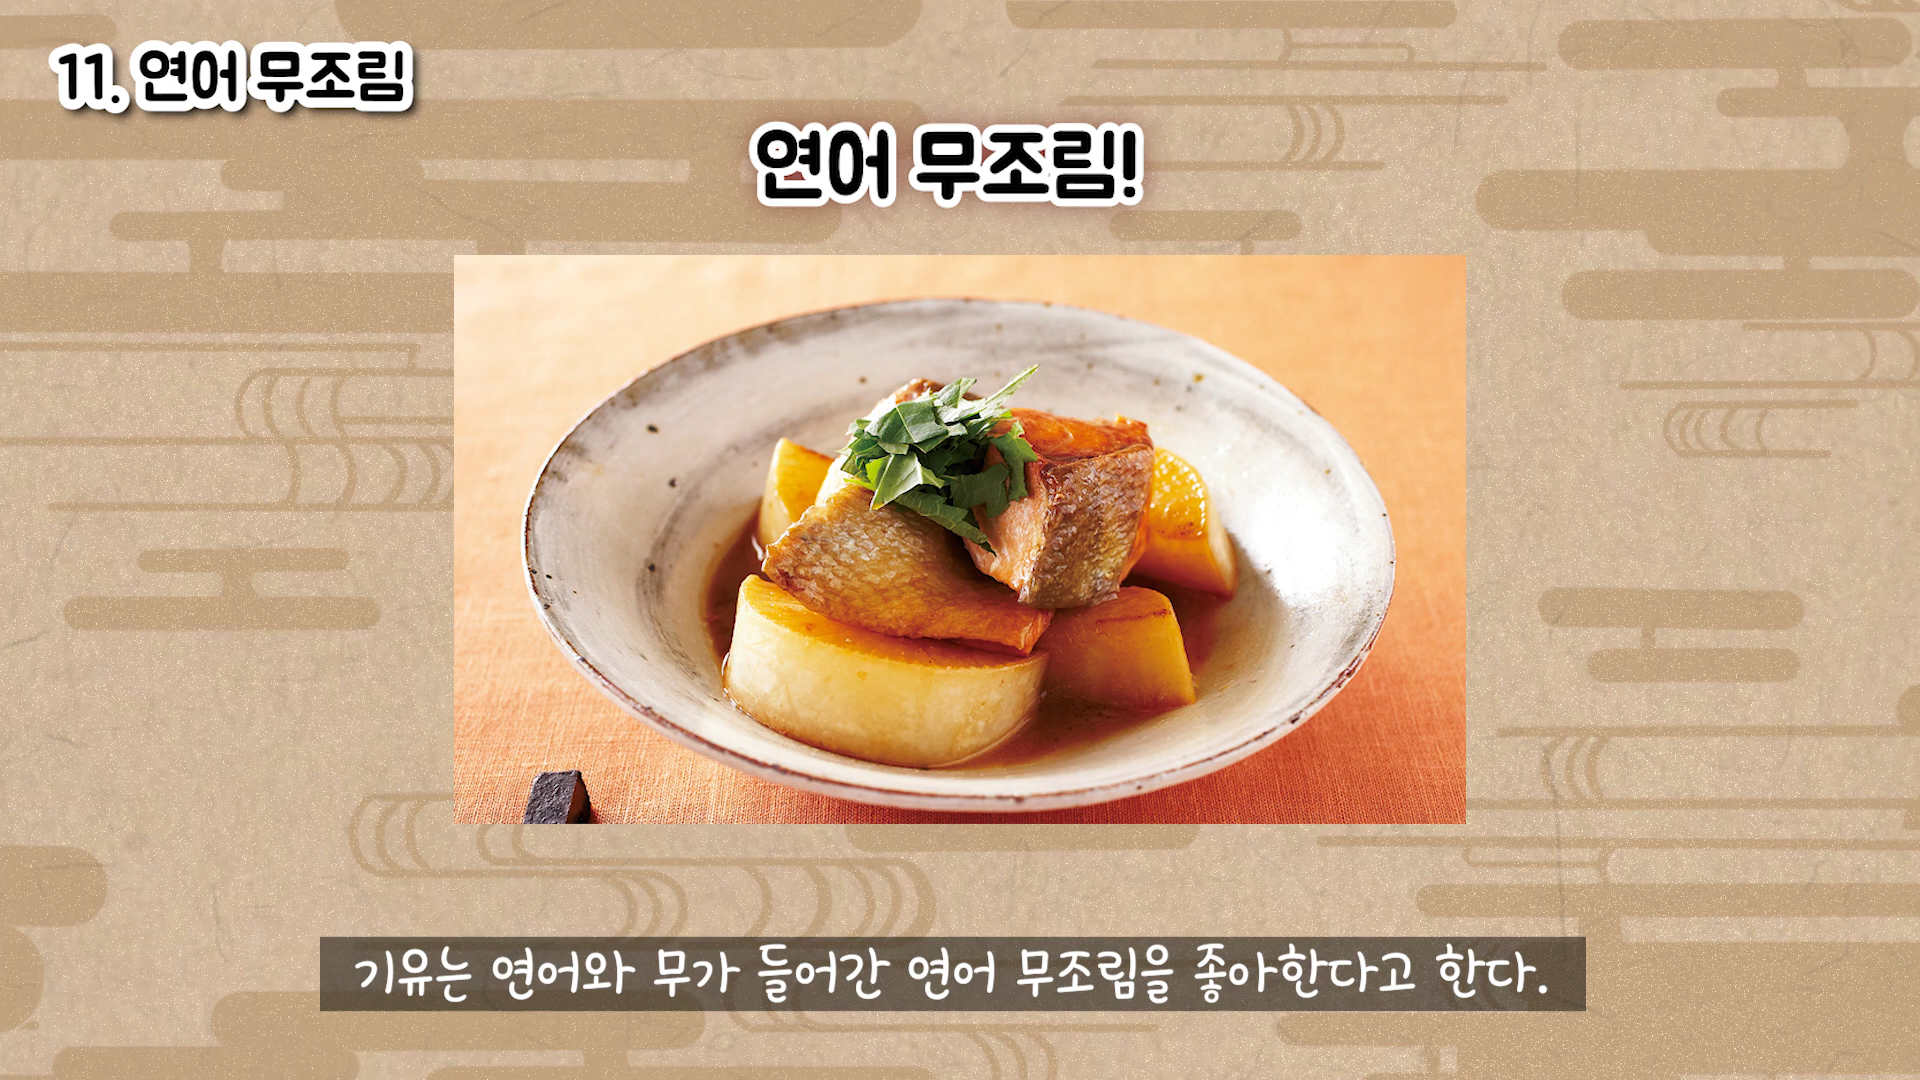 11. 연어 무조림
연어 무조림!
기유는 연어와 무가 들어간 연어 무조림을 좋아한다고 한다.